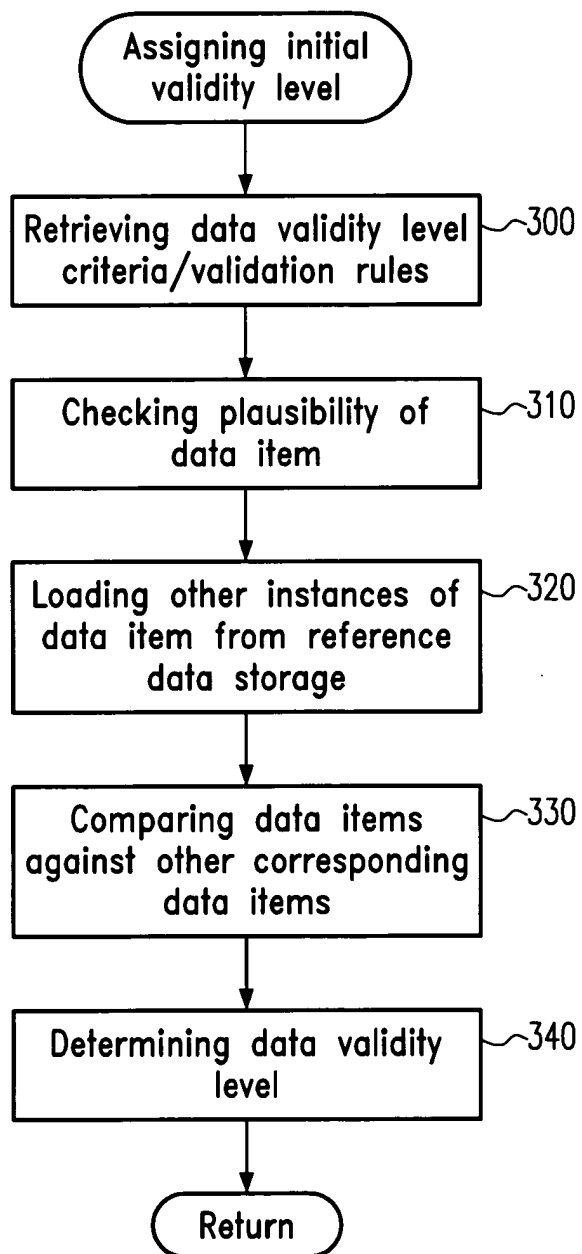 Assigning initial
validity level
Retrieving data validity level
criteria/validation rules
300
Checking plausibility of
data item
310
Loading other instances of
data item from reference
data storage
320
Comparing data items
against other corresponding
data items
330
Determining data validity
level
340
Return